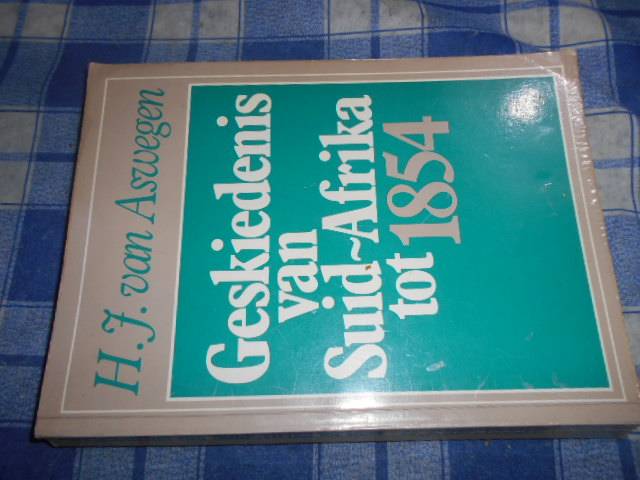 H. J. van Aswegen
Geskiedenis
van
Suid~Afrika
tot 1854